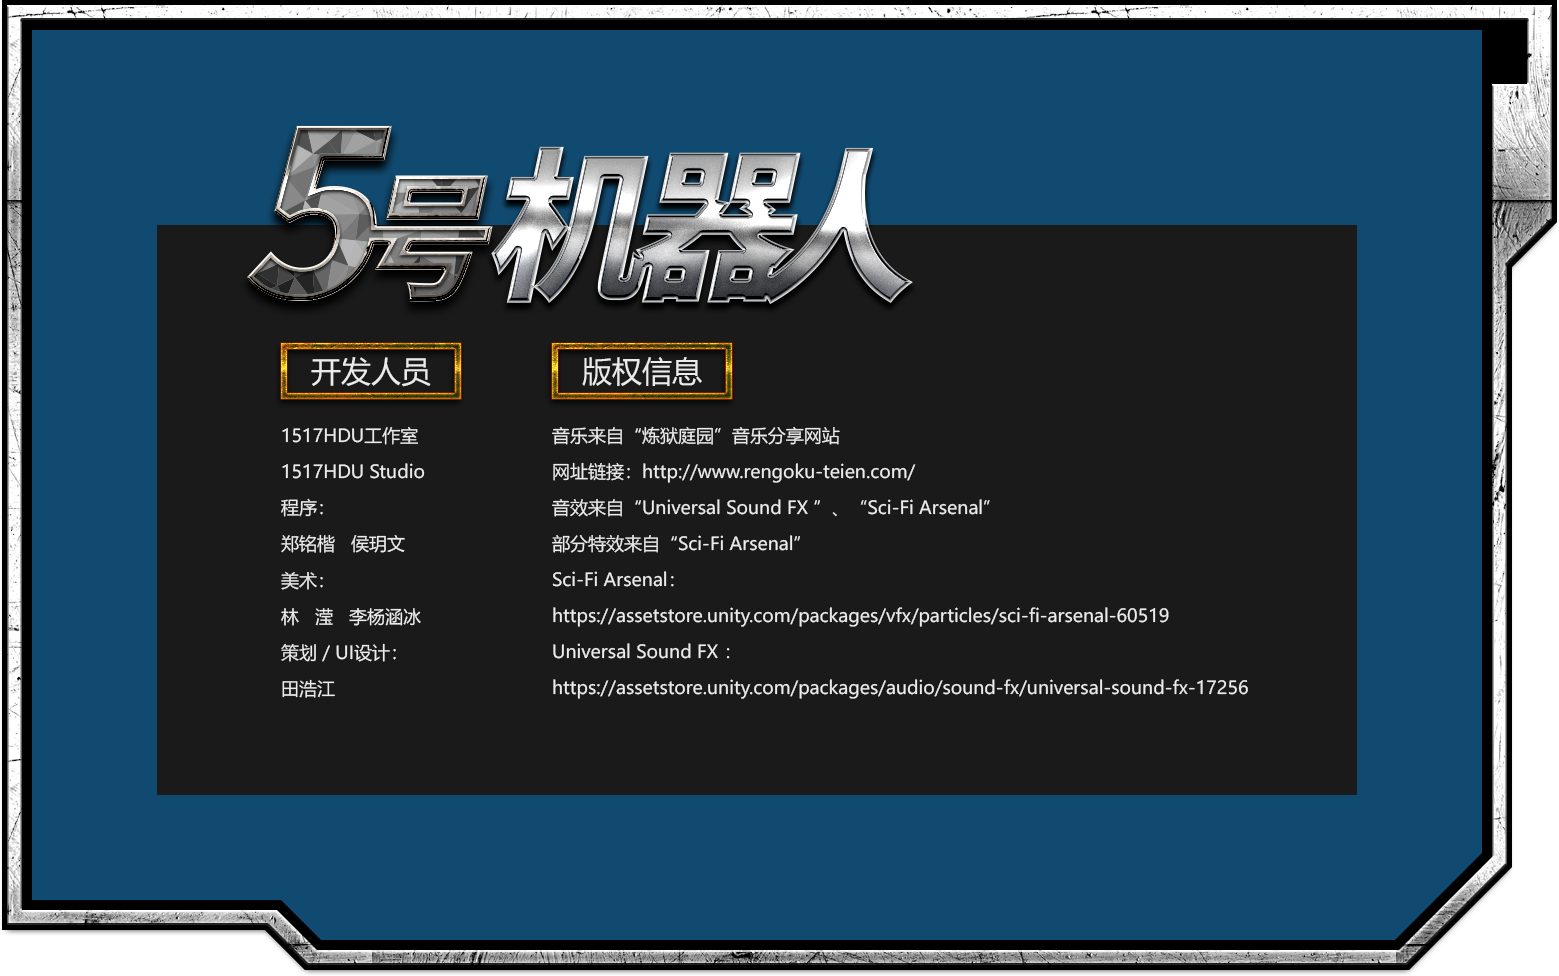 5号机器人
开发人员
1517HDU工作室
1517HDU Studio
程序：
郑铭楷 侯玥文
美术：
林 滢 李杨涵冰
策划 / UI设计：
田浩江
版权信息
音乐来自“炼狱庭园”音乐分享网站
网址链接：http://www.rengoku-teien.com/
音效来自“Universal Sound FX ”、“Sci-Fi Arsenal”
部分特效来自“Sci-Fi Arsenal”
Sci-Fi Arsenal：
https://assetstore.unity.com/packages/vfx/particles/sci-fi-arsenal-60519
Universal Sound FX ：
https://assetstore.unity.com/packages/audio/sound-fx/universal-sound-fx-17256